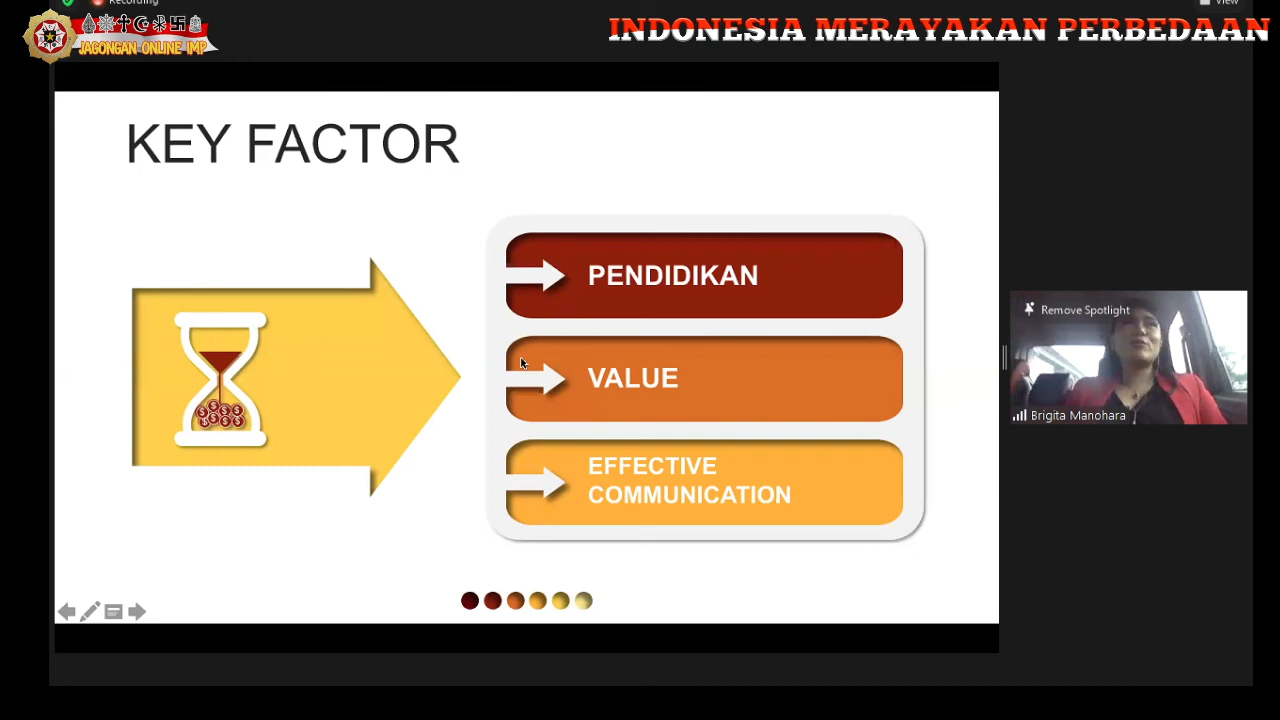 Recording
View
JAGONGAN ONLINE IMP
INDONESIA MERAYAKAN PERBEDAAN
KEY FACTOR
PENDIDIKAN
VALUE
EFFECTIVE
COMMUNICATION
Remove Spotlight
Brigita Manohara